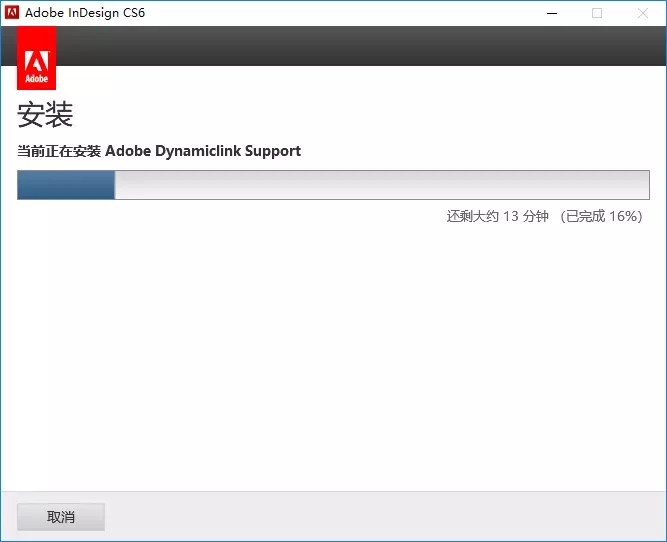 Adobe InDesign CS6
Adobe
安装
当前正在安装 Adobe Dynamiclink Support
还剩大约 13 分钟 （已完成 16%）
取消